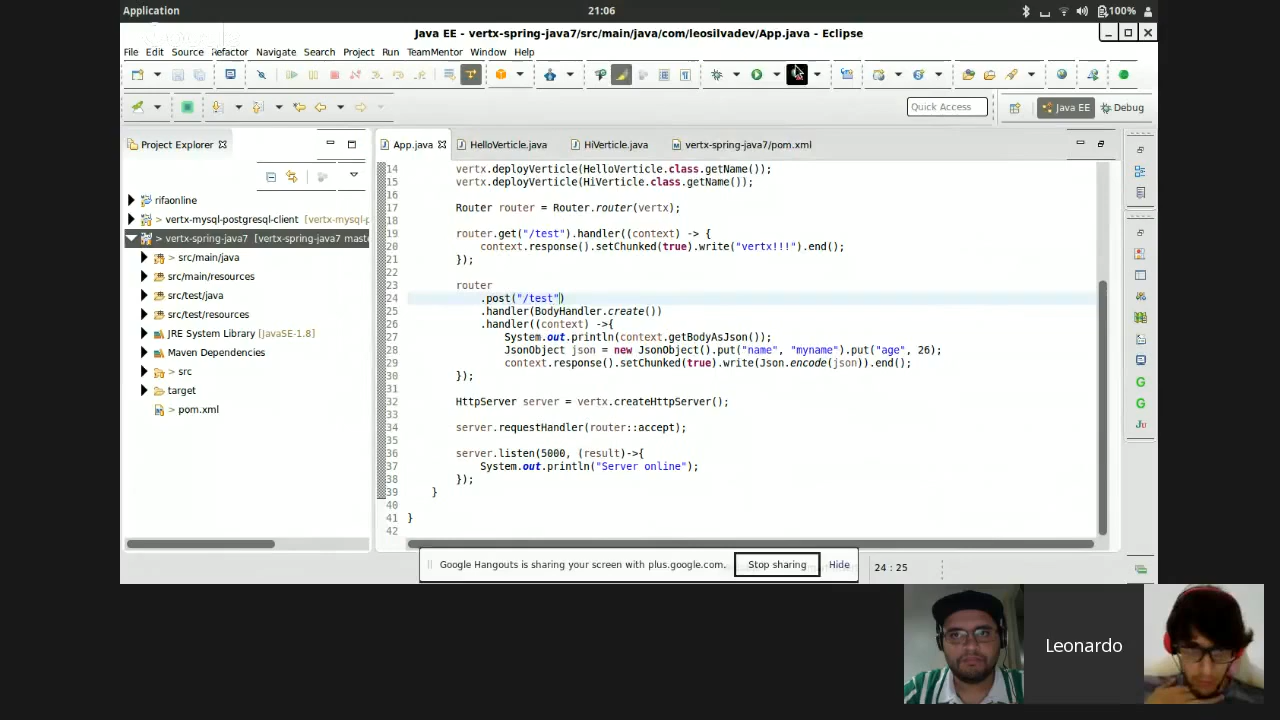 Application
21:06
100%
Java EE - vertx-spring-java7/src/main/java/com/leosilvadev/App.java - Eclipse
File Edit Source Refactor Navigate Search Project Run TeamMentor Window Help
Quick Access
Java EE
Debug
Project Explorer
App.java
HelloVerticle.java
HiVerticle.java
vertx-spring-java7/pom.xml
rifaonline
> vertx-mysql-postgresql-client [vertx-mysql-p
> vertx-spring-java7 [vertx-spring-java7 mast
> src/main/java
src/main/resources
src/test/java
src/test/resources
JRE System Library [JavaSE-1.8]
Maven Dependencies
> src
target
> pom.xml
14 vertx.deployVerticle(HelloVerticle.class.getName());
15 vertx.deployVerticle(HiVerticle.class.getName());
16
17 Router router = Router.router(vertx);
18
19 router.get("/test").handler((context) -> {
20 context.response().setChunked(true).write("vertx!!!").end();
21 });
22
23 router
24 .post("/test")
25 .handler(BodyHandler.create())
26 .handler((context) ->{
27 System.out.println(context.getBodyAsJson());
28 JsonObject json = new JsonObject().put("name", "myname").put("age", 26);
29 context.response().setChunked(true).write(Json.encode(json)).end();
30 });
31
32 HttpServer server = vertx.createHttpServer();
33
34 server.requestHandler(router::accept);
35
36 server.listen(5000, (result)->{
37 System.out.println("Server online");
38 });
39 }
40
41 }
42
Google Hangouts is sharing your screen with plus.google.com.
Stop sharing
Hide
24 : 25
Leonardo